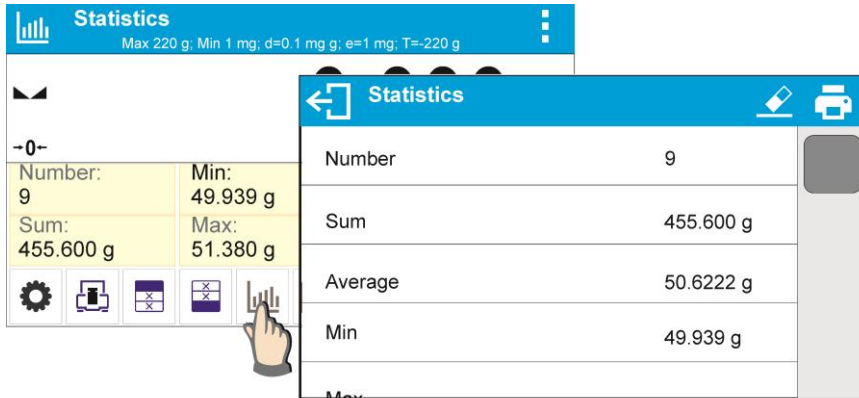 Statistics
Max 220 g; Min 1 mg; d=0.1 mg g; e=1 mg; T=-220 g
→0←
Number:
9
Min:
49.939 g
Sum:
455.600 g
Max:
51.380 g
Statistics
Number 9
Sum 455.600 g
Average 50.6222 g
Min 49.939 g
Max